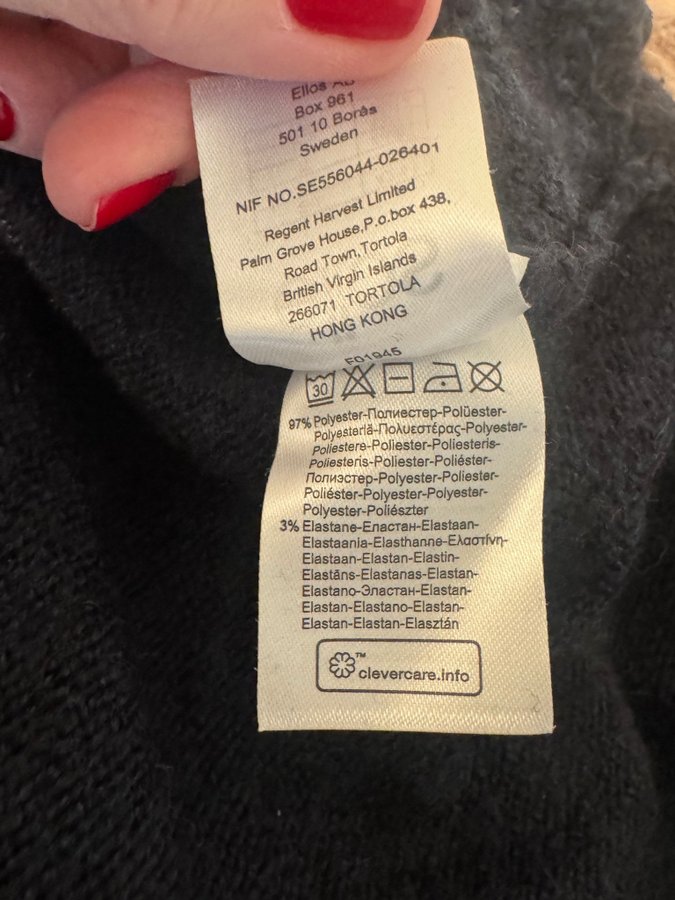 Ellos AB
Box 961
501 10 Borås
Sweden
NIF NO.SE556044-026401
Regent Harvest Limited
Palm Grove House,P.o.box 438,
Road Town,Tortola
British Virgin Islands
266071 TORTOLA
HONG KONG
F01945
30
97% Polyester-Полиестер-Polüester-
Polyesteriä-Πολυεστέρας-Polyester-
Poliestere-Poliester-Poliesteris-
Poliesteris-Poliester-Poliéster-
Полиэстер-Polyester-Poliester-
Poliéster-Polyester-Polyester-
Polyester-Poliészter
3% Elastane-Еластан-Elastaan-
Elastaania-Elasthanne-Ελαστίνη-
Elastaan-Elastan-Elastin-
Elastāns-Elastanas-Elastan-
Elastano-Эластан-Elastan-
Elastan-Elastano-Elastan-
Elastan-Elastan-Elasztán
™
clevercare.info